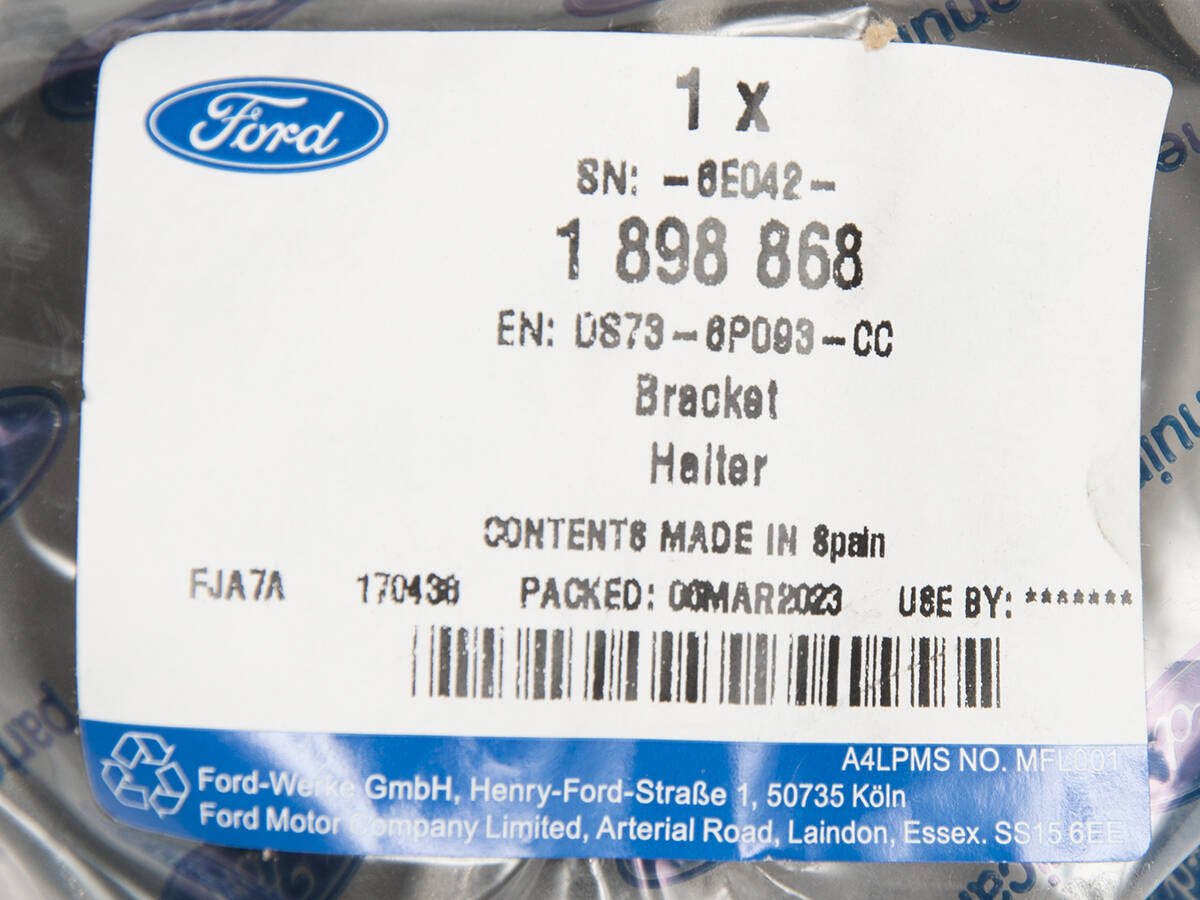 Ford
1 x
SN: -6E042-
1 898 868
EN: DS73-6P093-CC
Bracket
Halter
CONTENTS MADE IN Spain
FJA7A 170436 PACKED: 06MAR2023 USE BY: *******
A4LPMS NO. MFL001
Ford-Werke GmbH, Henry-Ford-Straße 1, 50735 Köln
Ford Motor Company Limited, Arterial Road, Laindon, Essex. SS15 6EE